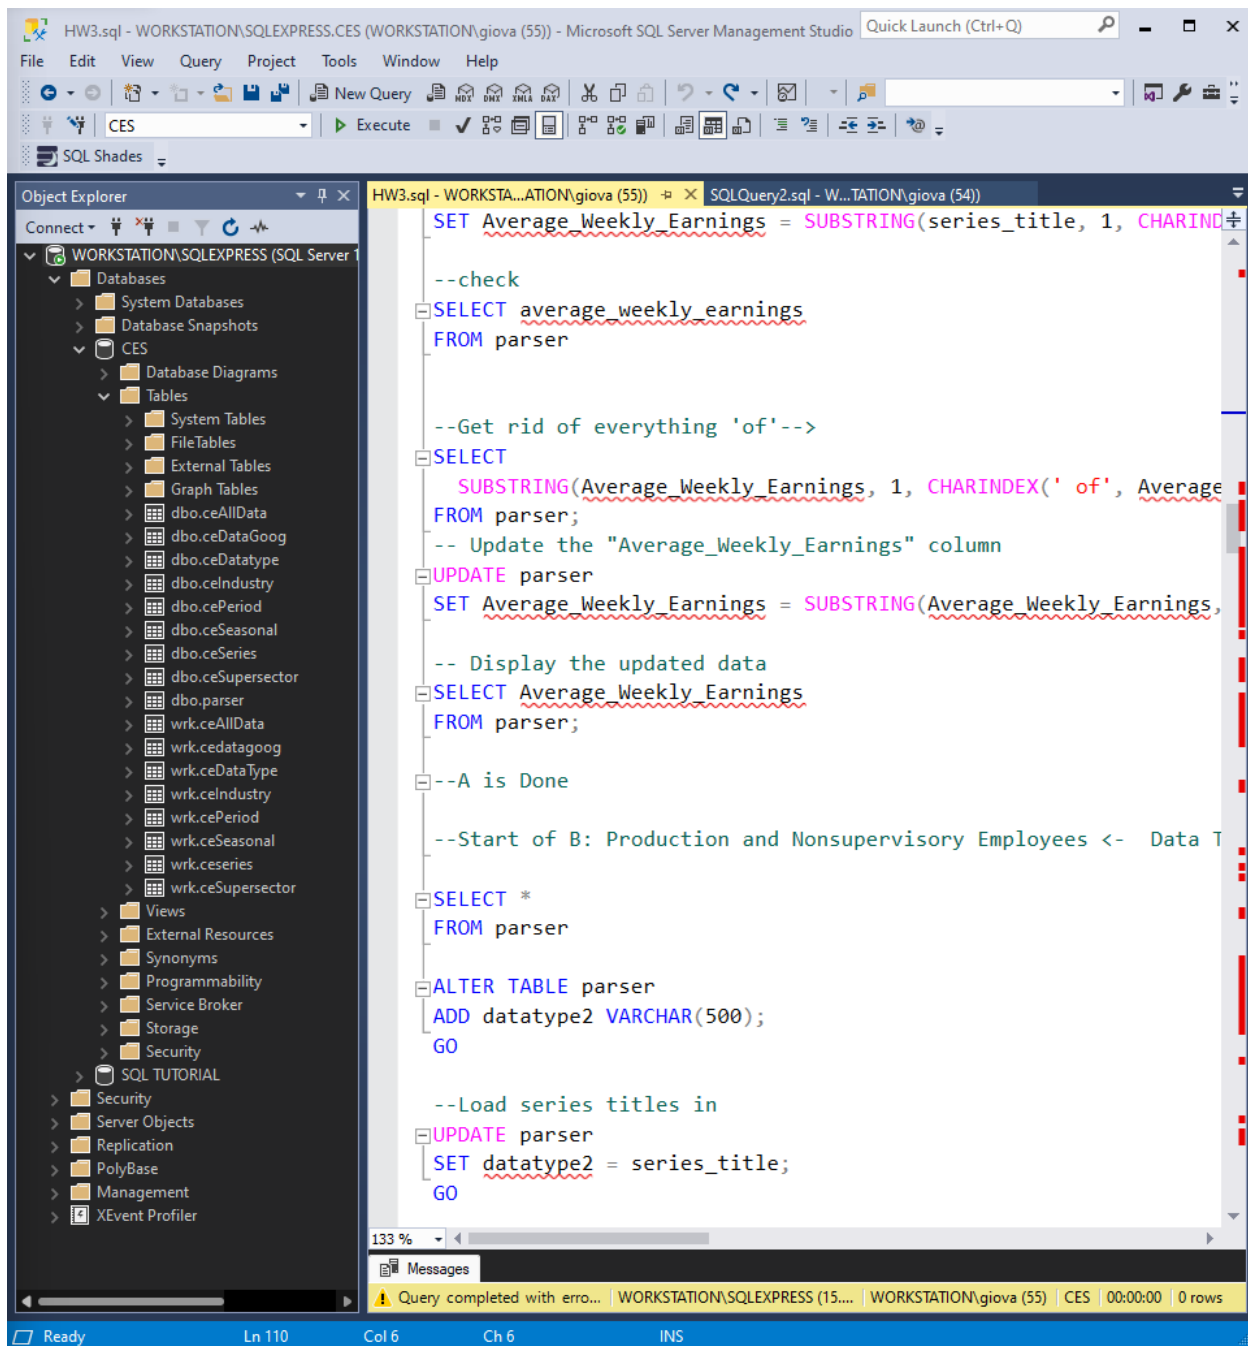 HW3.sql - WORKSTATION\SQLEXPRESS.CES (WORKSTATION\giova (55)) - Microsoft SQL Server Management Studio
Quick Launch (Ctrl+Q)
File Edit View Query Project Tools Window Help
New Query MDX DMX XMLA DAX
CES Execute
SQL Shades
Object Explorer
HW3.sql - WORKSTA...ATION\giova (55)) SQLQuery2.sql - W...TATION\giova (54))
Connect
WORKSTATION\SQLEXPRESS (SQL Server 1
Databases
System Databases
Database Snapshots
CES
Database Diagrams
Tables
System Tables
FileTables
External Tables
Graph Tables
dbo.ceAllData
dbo.ceDataGoog
dbo.ceDatatype
dbo.ceIndustry
dbo.cePeriod
dbo.ceSeasonal
dbo.ceSeries
dbo.ceSupersector
dbo.parser
wrk.ceAllData
wrk.cedatagoog
wrk.ceDataType
wrk.ceIndustry
wrk.cePeriod
wrk.ceSeasonal
wrk.ceseries
wrk.ceSupersector
Views
External Resources
Synonyms
Programmability
Service Broker
Storage
Security
SQL TUTORIAL
Security
Server Objects
Replication
PolyBase
Management
XEvent Profiler
SET Average_Weekly_Earnings = SUBSTRING(series_title, 1, CHARIND
--check
SELECT average_weekly_earnings
FROM parser
--Get rid of everything 'of'-->
SELECT
SUBSTRING(Average_Weekly_Earnings, 1, CHARINDEX(' of', Average
FROM parser;
-- Update the "Average_Weekly_Earnings" column
UPDATE parser
SET Average_Weekly_Earnings = SUBSTRING(Average_Weekly_Earnings,
-- Display the updated data
SELECT Average_Weekly_Earnings
FROM parser;
--A is Done
--Start of B: Production and Nonsupervisory Employees <- Data T
SELECT *
FROM parser
ALTER TABLE parser
ADD datatype2 VARCHAR(500);
GO
--Load series titles in
UPDATE parser
SET datatype2 = series_title;
GO
133 %
Messages
Query completed with erro... WORKSTATION\SQLEXPRESS (15.... WORKSTATION\giova (55) CES 00:00:00 0 rows
Ready Ln 110 Col 6 Ch 6 INS